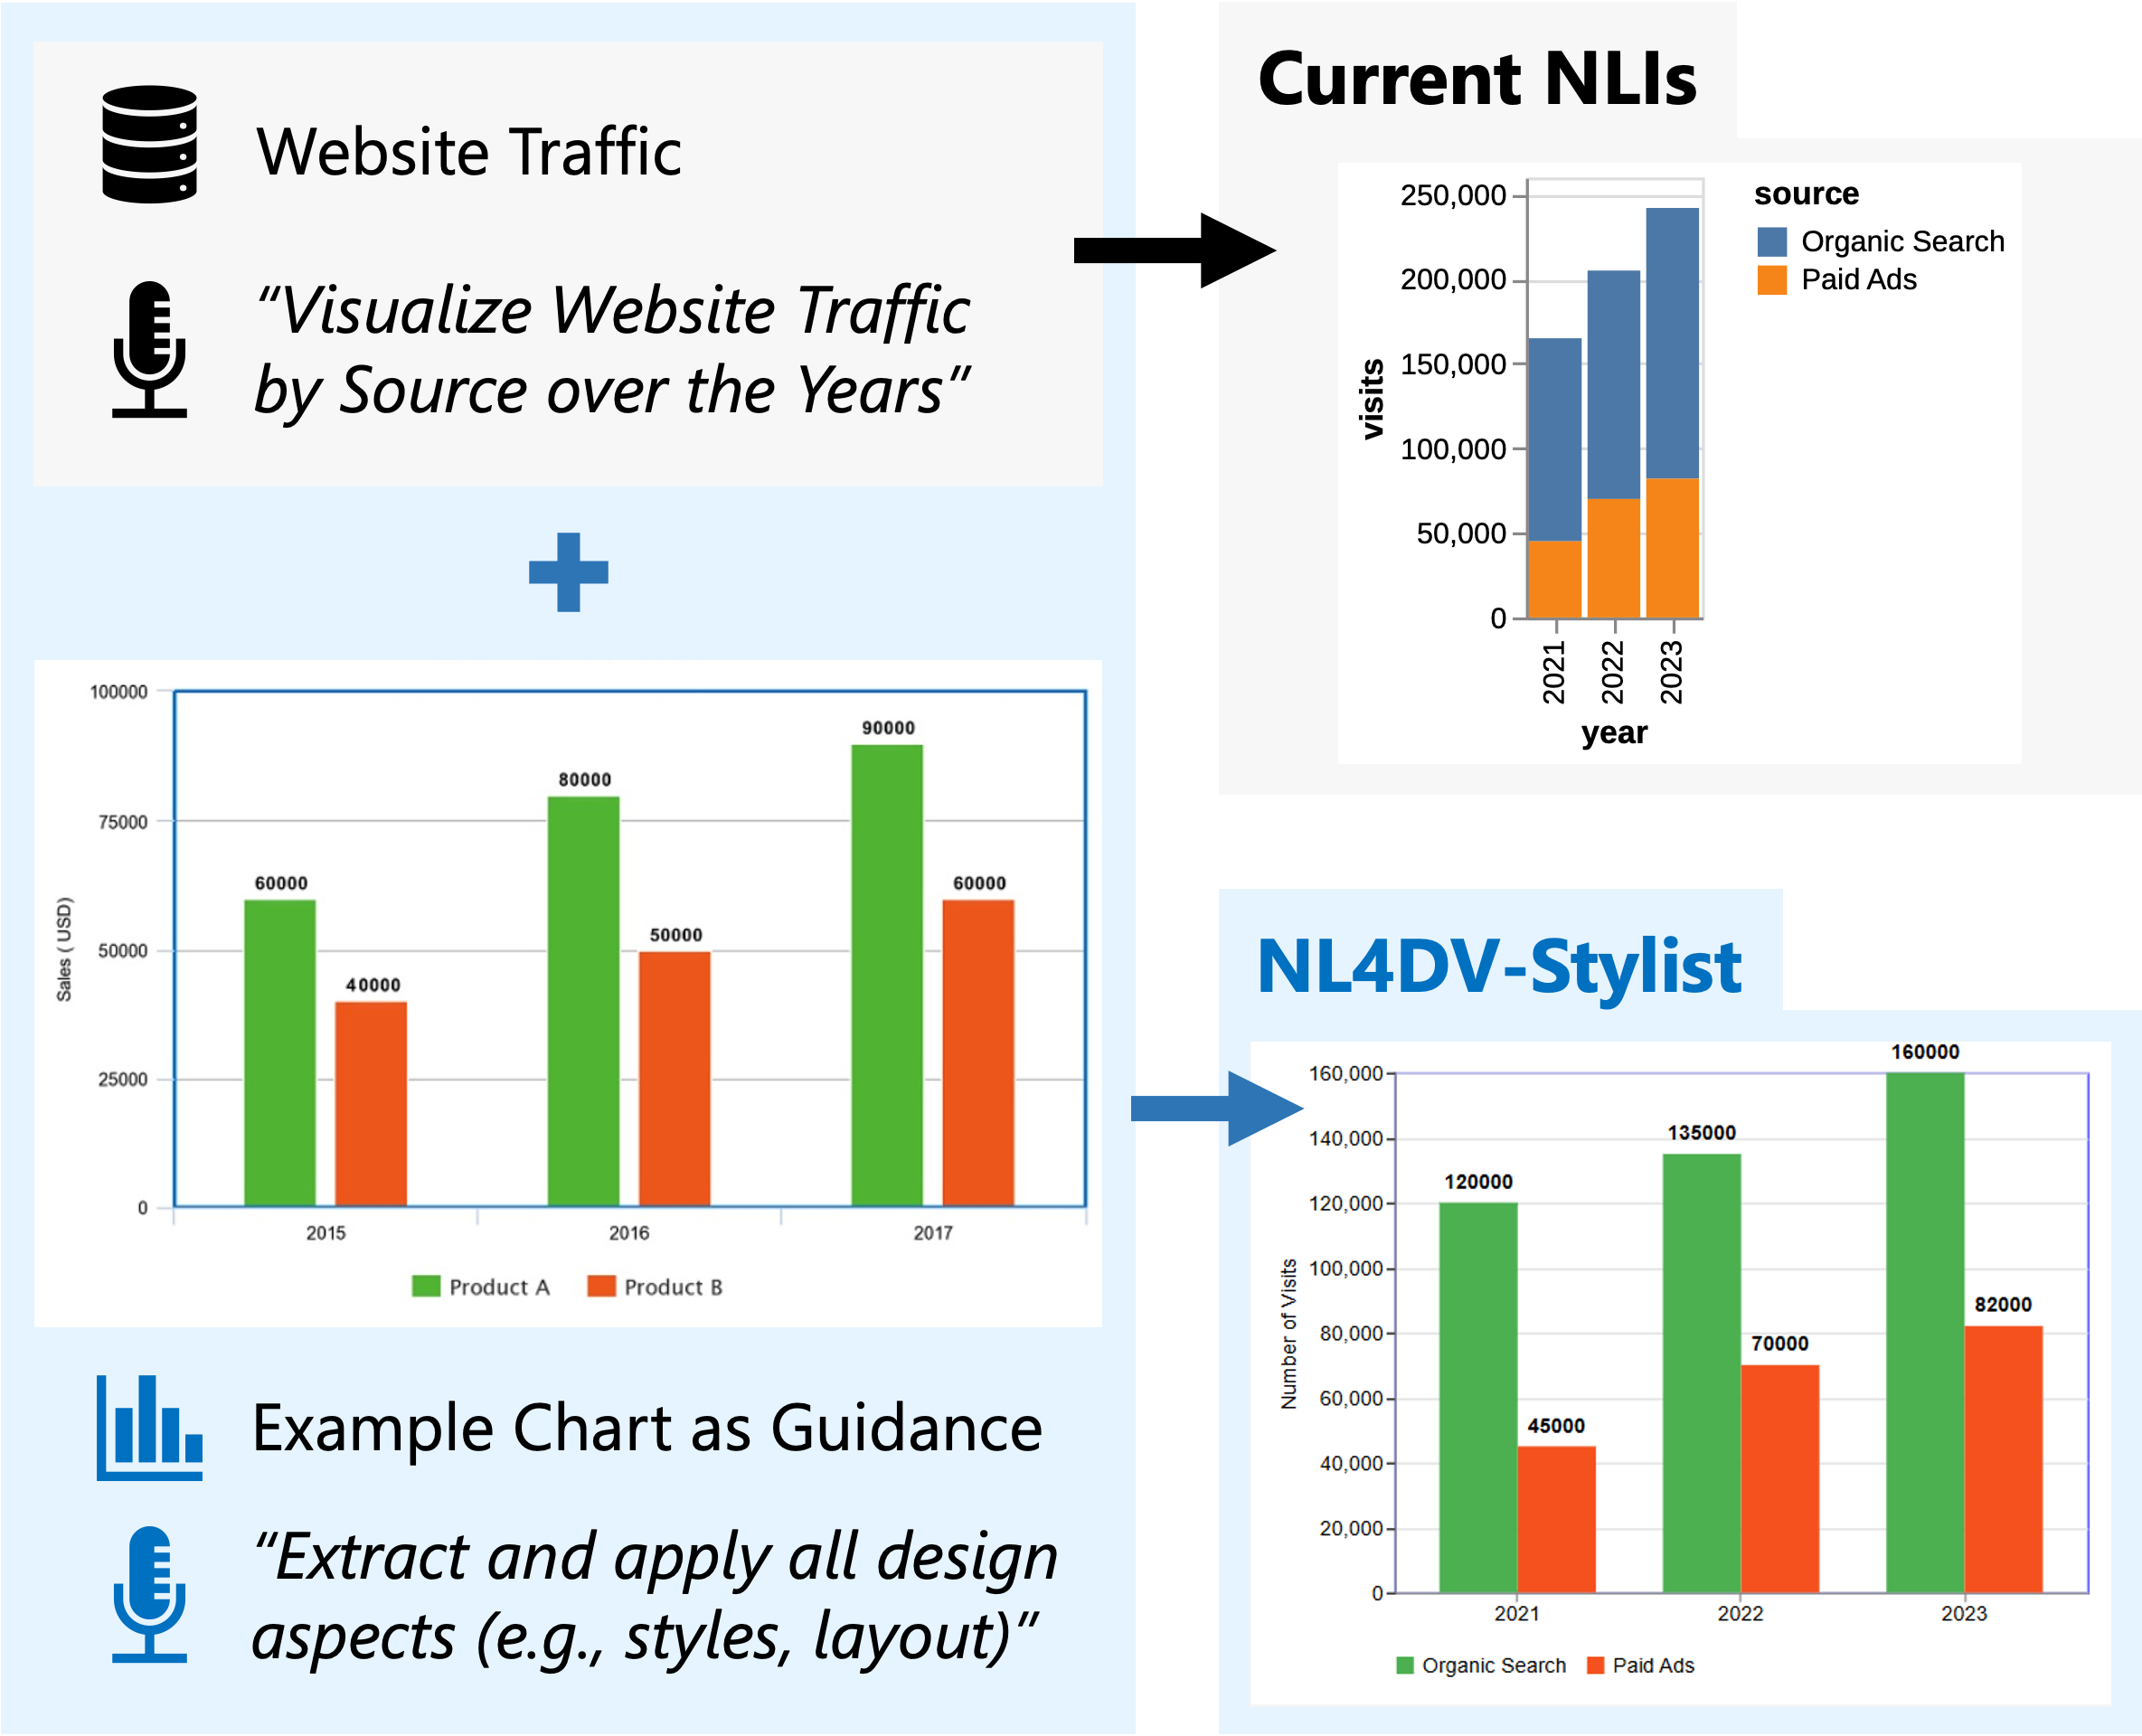 Website Traffic
“Visualize Website Traffic
by Source over the Years”
100000
75000
50000
25000
0
Sales ( USD)
60000
40000
80000
50000
90000
60000
2015
2016
2017
Product A
Product B
Example Chart as Guidance
“Extract and apply all design
aspects (e.g., styles, layout)”
Current NLIs
250,000
200,000
150,000
100,000
50,000
0
visits
2021
2022
2023
year
source
Organic Search
Paid Ads
NL4DV-Stylist
160,000
140,000
120,000
100,000
80,000
60,000
40,000
20,000
0
Number of Visits
120000
45000
135000
70000
160000
82000
2021
2022
2023
Organic Search
Paid Ads